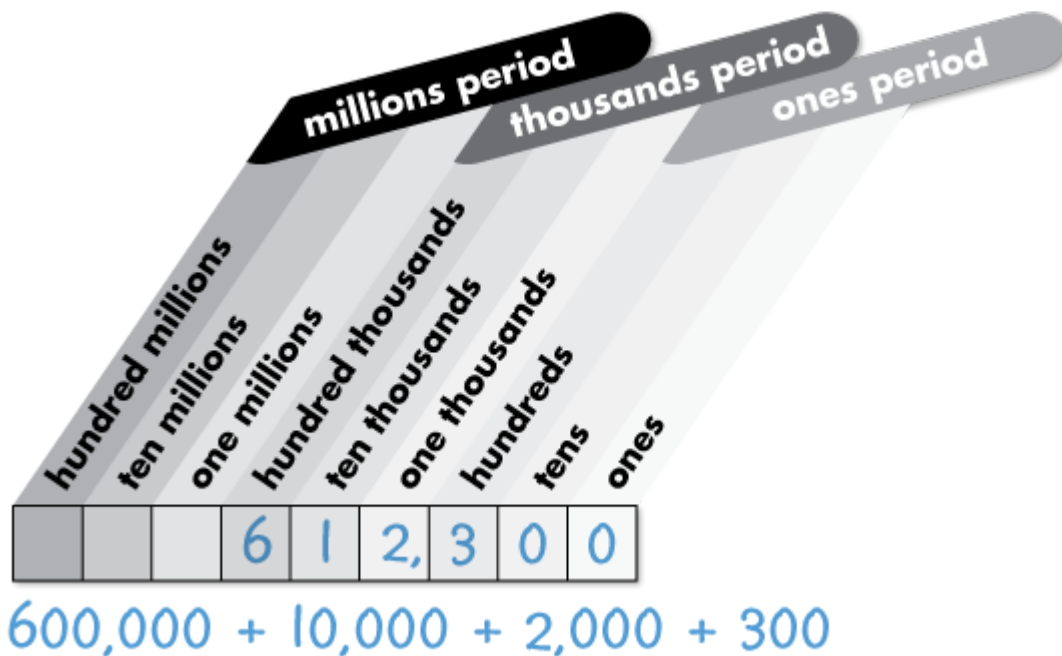 millions period
thousands period
ones period
hundred millions
ten millions
one millions
hundred thousands
ten thousands
one thousands
hundreds
tens
ones
6 1 2, 3 0 0
600,000 + 10,000 + 2,000 + 300